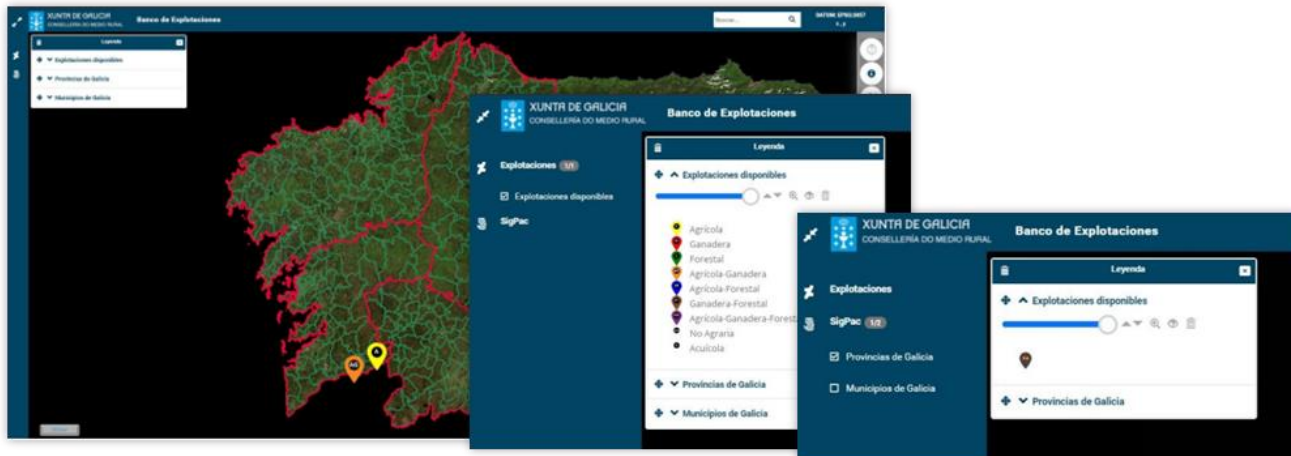 XUNTA DE GALICIA
CONSELLERÍA DO MEDIO RURAL
Banco de Explotaciones
Buscar...
Leyenda
Explotaciones disponibles
Provincias de Galicia
Municipios de Galicia
XUNTA DE GALICIA
CONSELLERÍA DO MEDIO RURAL
Banco de Explotaciones
Explotaciones 1/1
Explotaciones disponibles
SigPac
Leyenda
Explotaciones disponibles
Agrícola
Ganadera
Forestal
Agrícola-Ganadera
Agrícola-Forestal
Ganadera-Forestal
Agrícola-Ganadera-Foresta
No Agraria
Acuícola
Provincias de Galicia
Municipios de Galicia
XUNTA DE GALICIA
CONSELLERÍA DO MEDIO RURAL
Banco de Explotaciones
Explotaciones
SigPac 1/2
Provincias de Galicia
Municipios de Galicia
Leyenda
Explotaciones disponibles
Provincias de Galicia